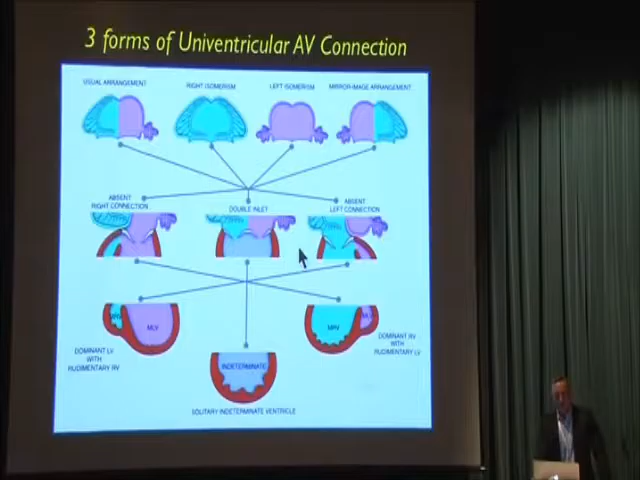 3 forms of Univentricular AV Connection
USUAL ARRANGEMENT
RIGHT ISOMERISM
LEFT ISOMERISM
MIRROR-IMAGE ARRANGEMENT
ABSENT
RIGHT CONNECTION
DOUBLE INLET
ABSENT
LEFT CONNECTION
MLV
MRV
DOMINANT LV
WITH
RUDIMENTARY RV
DOMINANT RV
WITH
RUDIMENTARY LV
INDETERMINATE
SOLITARY INDETERMINATE VENTRICLE